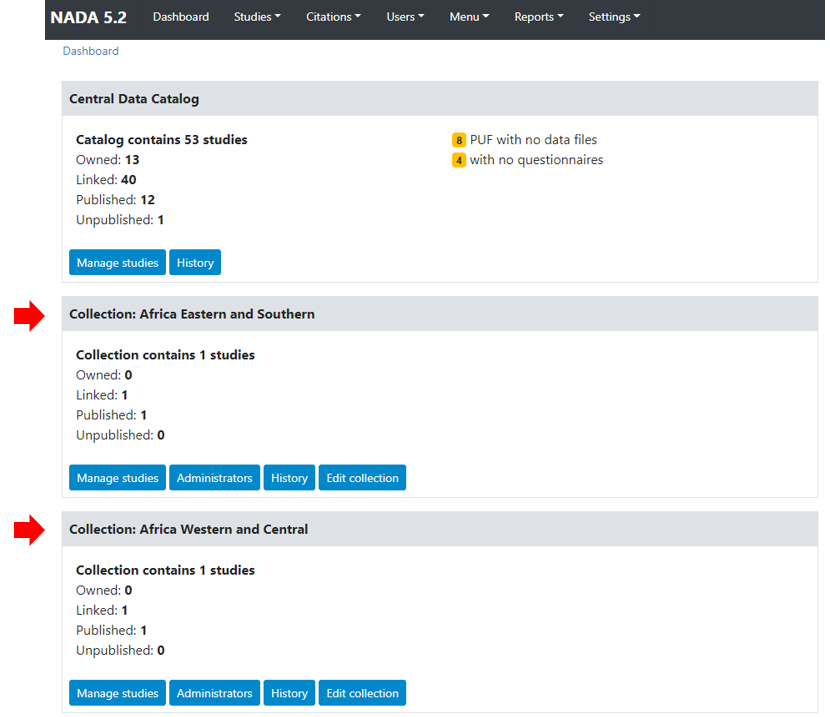 NADA 5.2 Dashboard Studies Citations Users Menu Reports Settings
Dashboard
Central Data Catalog
Catalog contains 53 studies
Owned: 13
Linked: 40
Published: 12
Unpublished: 1
8 PUF with no data files
4 with no questionnaires
Manage studies History
Collection: Africa Eastern and Southern
Collection contains 1 studies
Owned: 0
Linked: 1
Published: 1
Unpublished: 0
Manage studies Administrators History Edit collection
Collection: Africa Western and Central
Collection contains 1 studies
Owned: 0
Linked: 1
Published: 1
Unpublished: 0
Manage studies Administrators History Edit collection